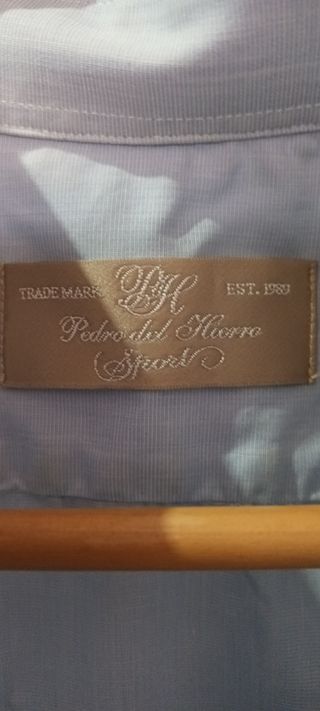 TRADE MARK PdH EST. 1989
Pedro del Hierro
Sport